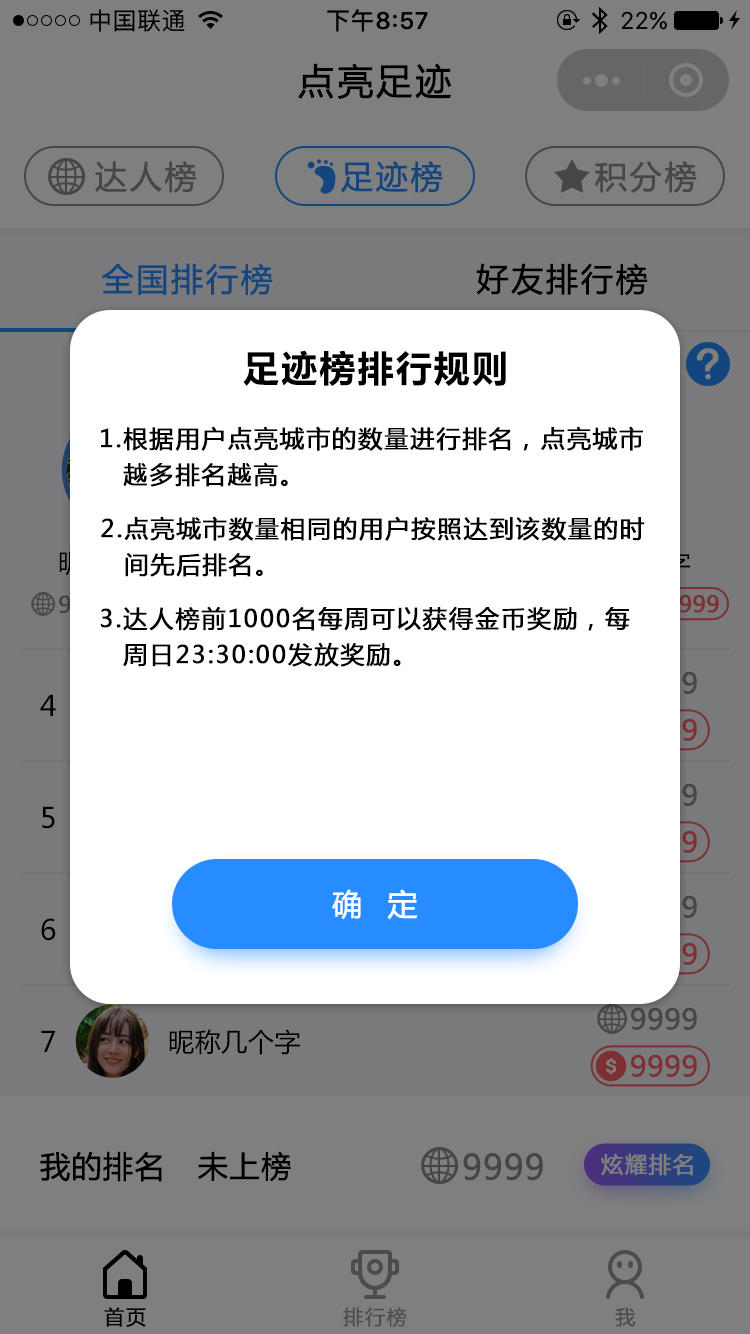 中国联通 下午8:57 22%
点亮足迹
达人榜 足迹榜 积分榜
全国排行榜 好友排行榜
?
足迹榜排行规则
1.根据用户点亮城市的数量进行排名，点亮城市
越多排名越高。
2.点亮城市数量相同的用户按照达到该数量的时
间先后排名。
3.达人榜前1000名每周可以获得金币奖励，每
周日23:30:00发放奖励。
确 定
字
9 999
4 9
9
5 9
9
6 9
9
7 昵称几个字 9999
$ 9999
我的排名 未上榜 9999 炫耀排名
首页 排行榜 我